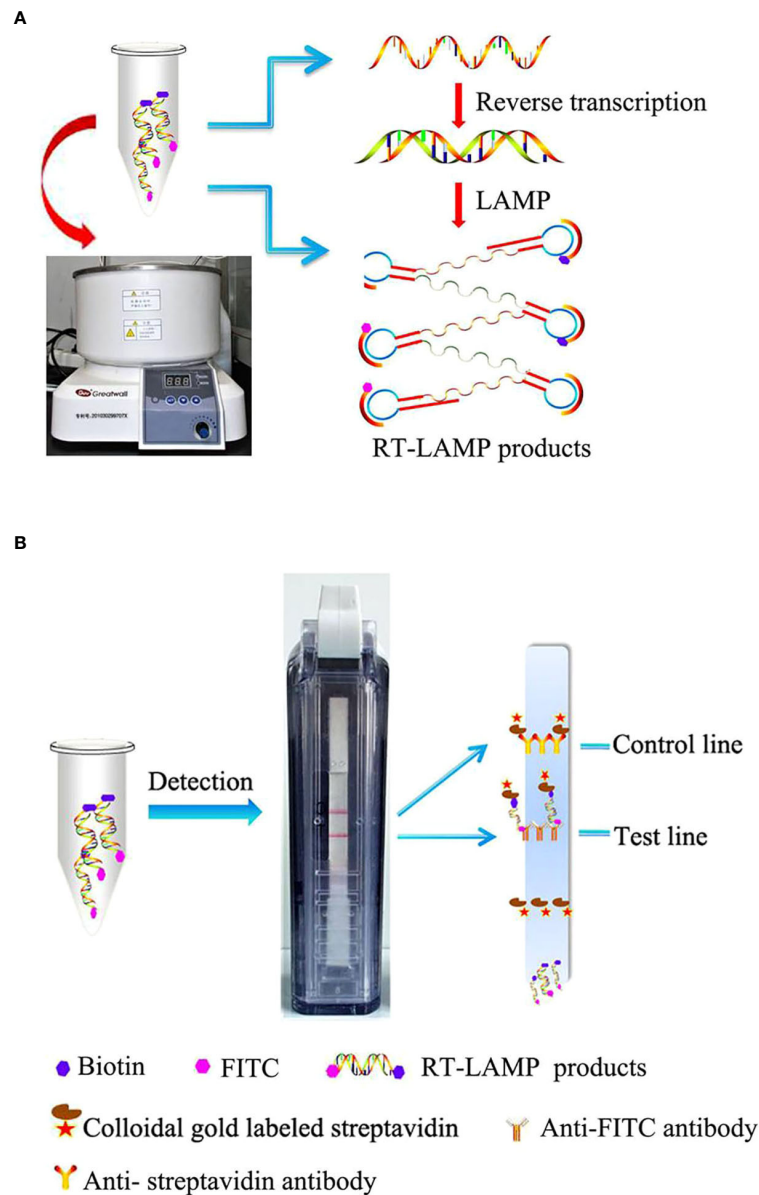 A
Reverse transcription
LAMP
Greatwall
RT-LAMP products
B
Detection
Control line
Test line
Biotin
FITC
RT-LAMP products
Colloidal gold labeled streptavidin
Anti-FITC antibody
Anti- streptavidin antibody